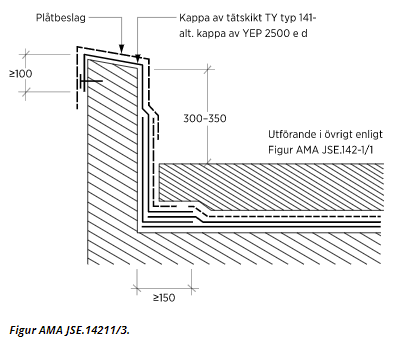 Plåtbeslag
Kappa av tätskikt TY typ 141-
alt. kappa av YEP 2500 e d
≥100
300–350
Utförande i övrigt enligt
Figur AMA JSE.142-1/1
≥150
Figur AMA JSE.14211/3.